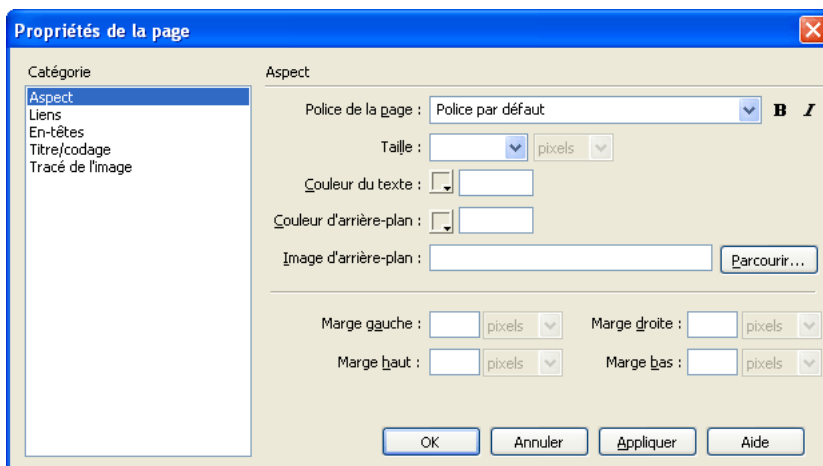 Propriétés de la page
Catégorie
Aspect
Liens
En-têtes
Titre/codage
Tracé de l'image
Aspect
Police de la page : Police par défaut B I
Taille : pixels
Couleur du texte :
Couleur d'arrière-plan :
Image d'arrière-plan : Parcourir...
Marge gauche : pixels Marge droite : pixels
Marge haut : pixels Marge bas : pixels
OK Annuler Appliquer Aide